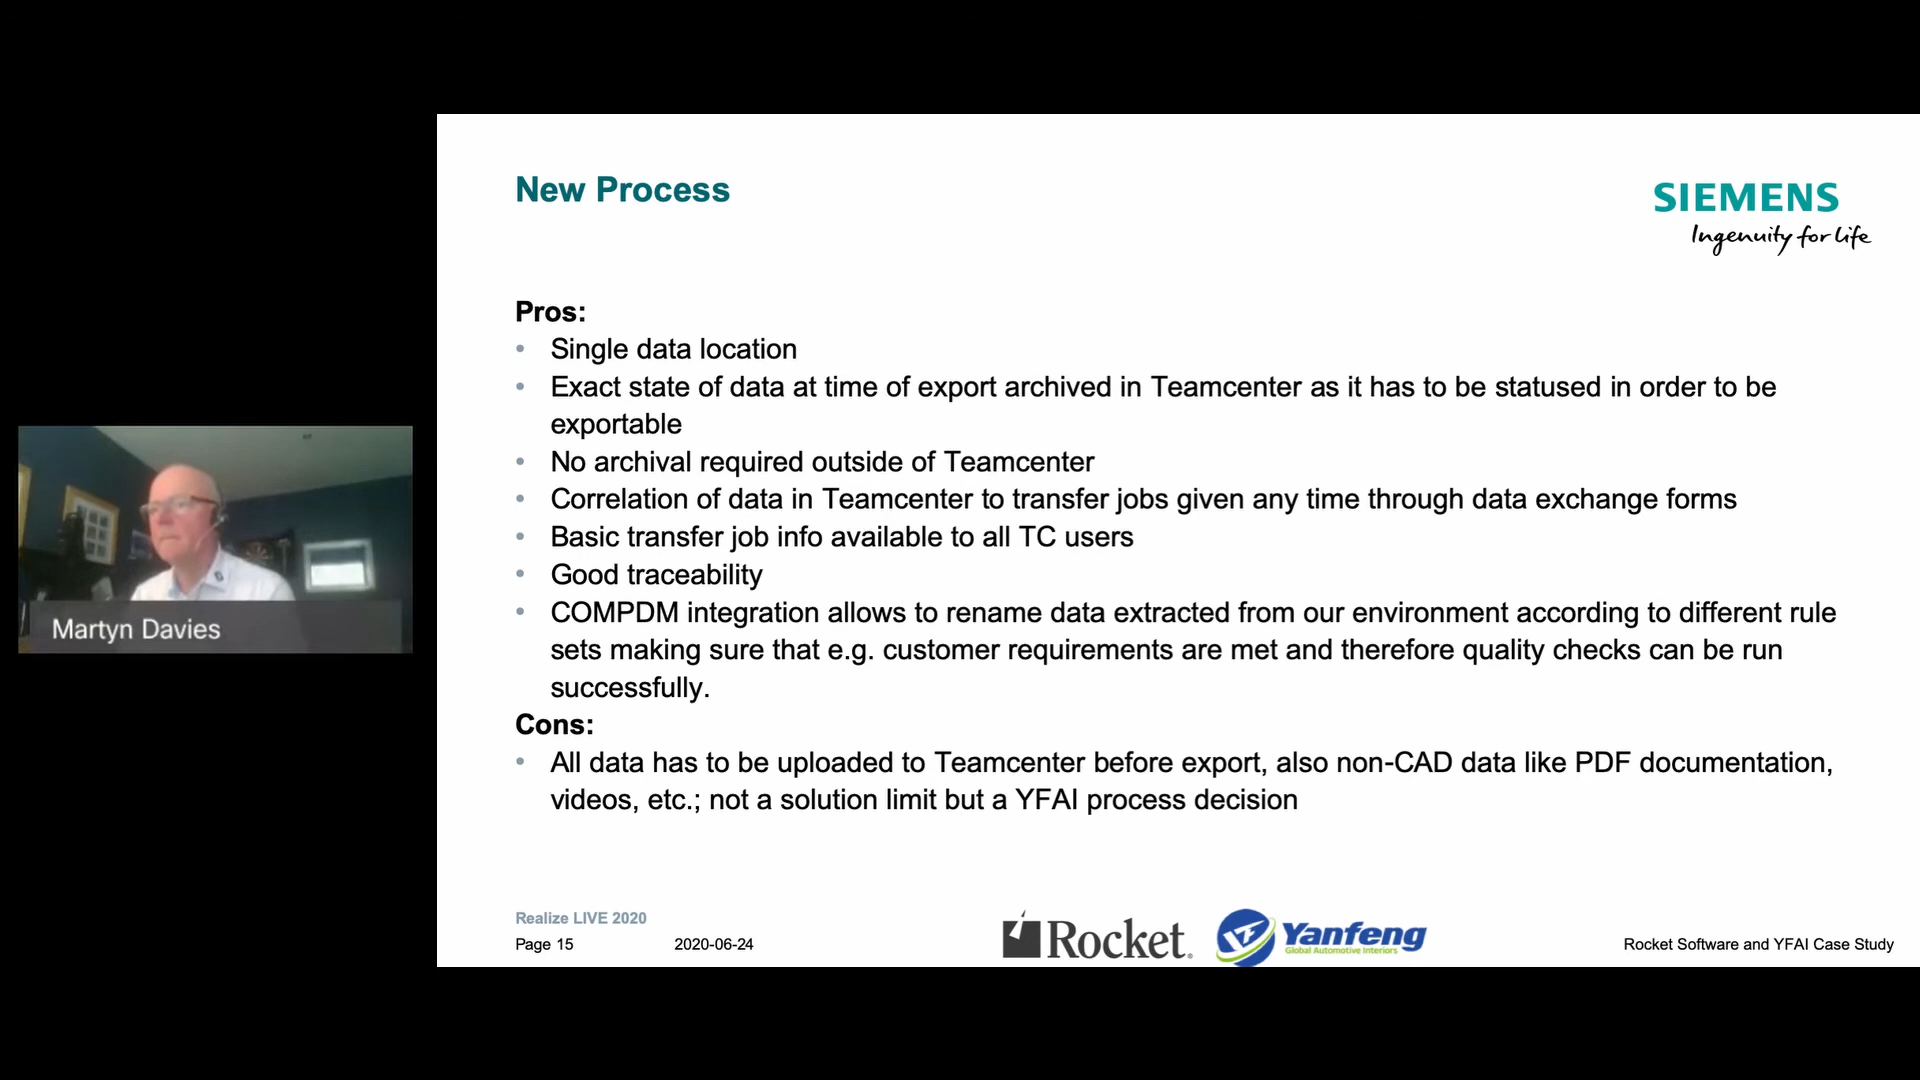 New Process
SIEMENS
Ingenuity for life
Pros:
• Single data location
• Exact state of data at time of export archived in Teamcenter as it has to be statused in order to be
exportable
• No archival required outside of Teamcenter
• Correlation of data in Teamcenter to transfer jobs given any time through data exchange forms
• Basic transfer job info available to all TC users
• Good traceability
• COMPDM integration allows to rename data extracted from our environment according to different rule
sets making sure that e.g. customer requirements are met and therefore quality checks can be run
successfully.
Cons:
• All data has to be uploaded to Teamcenter before export, also non-CAD data like PDF documentation,
videos, etc.; not a solution limit but a YFAI process decision
Martyn Davies
Realize LIVE 2020
Page 15
2020-06-24
Rocket®
YF
Yanfeng
Global Automotive Interiors
Rocket Software and YFAI Case Study